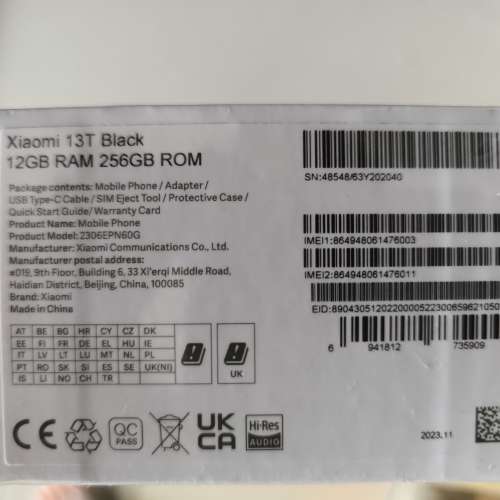 Xiaomi 13T Black
12GB RAM 256GB ROM
Package contents: Mobile Phone / Adapter /
USB Type-C Cable / SIM Eject Tool / Protective Case /
Quick Start Guide/ Warranty Card
Product Name: Mobile Phone
Product Model: 2306EPN60G
Manufacturer: Xiaomi Communications Co., Ltd.
Manufacturer postal address:
#019, 9th Floor, Building 6, 33 Xi'erqi Middle Road,
Haidian District, Beijing, China, 100085
Brand: Xiaomi
Made in China
SN:48548/63Y202040
IMEI1:864948061476003
IMEI2:864948061476011
EID:8904305120220000522300659621050
6 941812 735909
AT BE BG HR CY CZ DK
EE FI FR DE EL HU IE
IT LV LT LU MT NL PL
PT RO SK SI ES SE UK(NI)
IS LI NO CH TR
UK
CE
QC
PASS
UK
CA
Hi-Res
AUDIO
2023.11